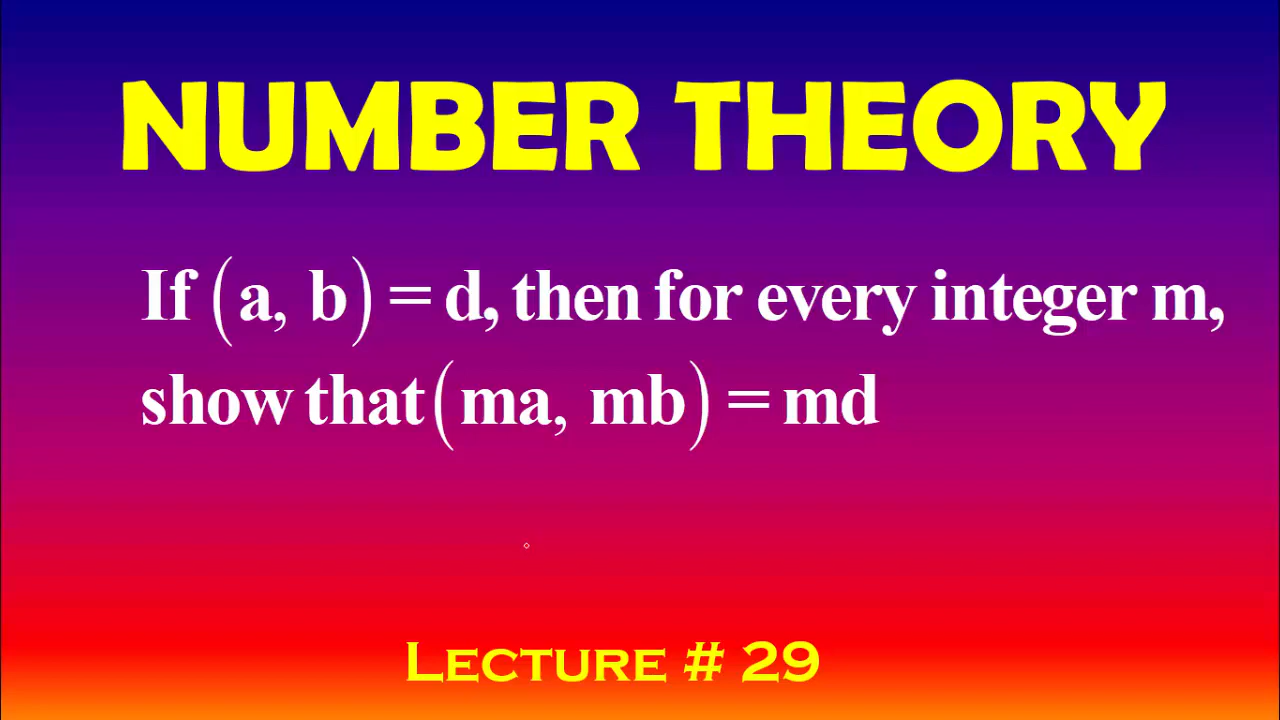 NUMBER THEORY
If (a, b) = d, then for every integer m,
show that (ma, mb) = md
LECTURE # 29